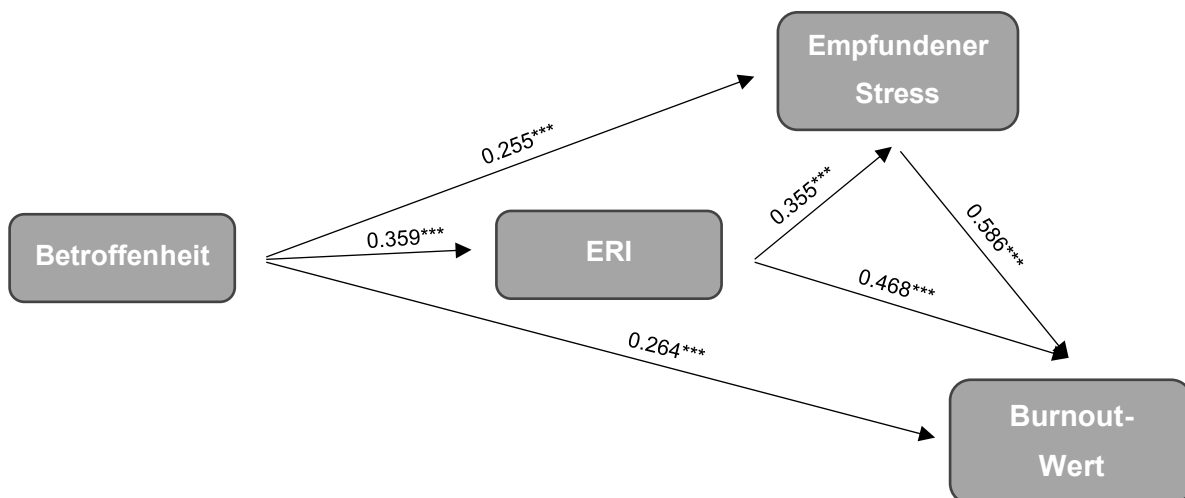 Empfundener
Stress
0.255***
0.355***
Betroffenheit
0.359***
ERI
0.586***
0.468***
0.264***
Burnout-
Wert